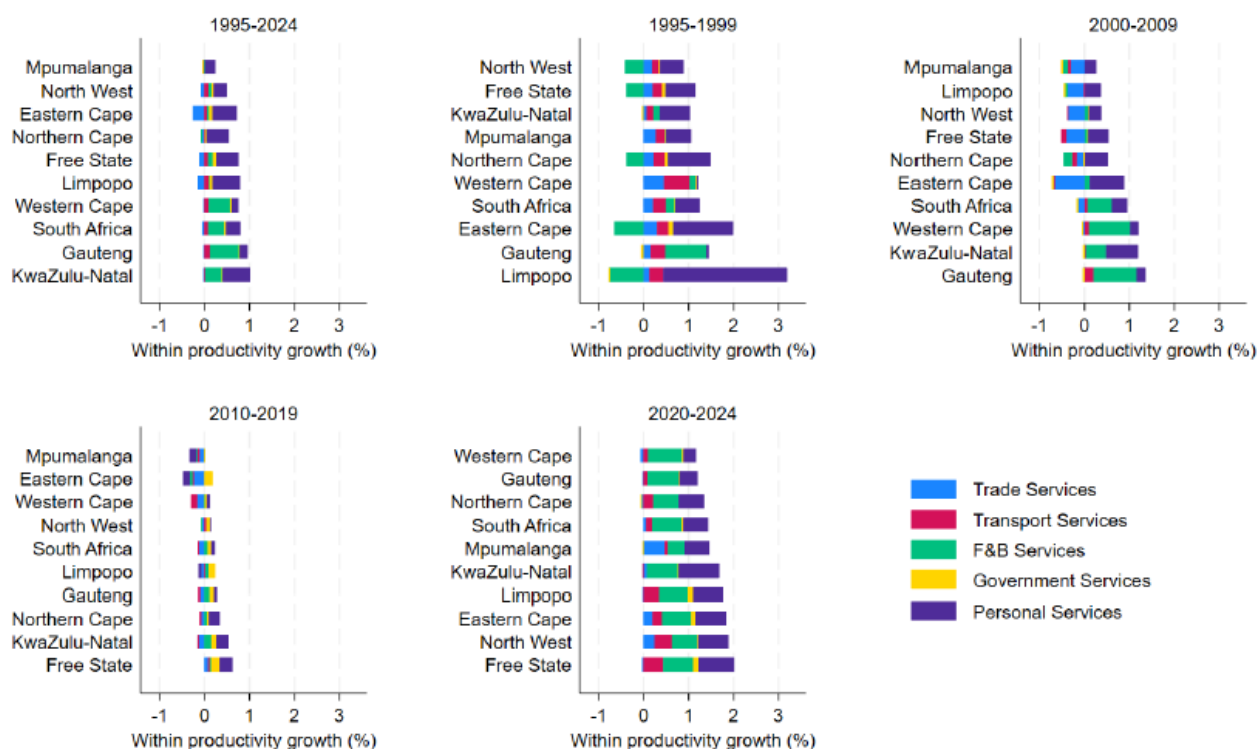 1995-2024
Mpumalanga
North West
Eastern Cape
Northern Cape
Free State
Limpopo
Western Cape
South Africa
Gauteng
KwaZulu-Natal
-1 0 1 2 3
Within productivity growth (%)
1995-1999
North West
Free State
KwaZulu-Natal
Mpumalanga
Northern Cape
Western Cape
South Africa
Eastern Cape
Gauteng
Limpopo
-1 0 1 2 3
Within productivity growth (%)
2000-2009
Mpumalanga
Limpopo
North West
Free State
Northern Cape
Eastern Cape
South Africa
Western Cape
KwaZulu-Natal
Gauteng
-1 0 1 2 3
Within productivity growth (%)
2010-2019
Mpumalanga
Eastern Cape
Western Cape
North West
South Africa
Limpopo
Gauteng
Northern Cape
KwaZulu-Natal
Free State
-1 0 1 2 3
Within productivity growth (%)
2020-2024
Western Cape
Gauteng
Northern Cape
South Africa
Mpumalanga
KwaZulu-Natal
Limpopo
Eastern Cape
North West
Free State
-1 0 1 2 3
Within productivity growth (%)
Trade Services
Transport Services
F&B Services
Government Services
Personal Services